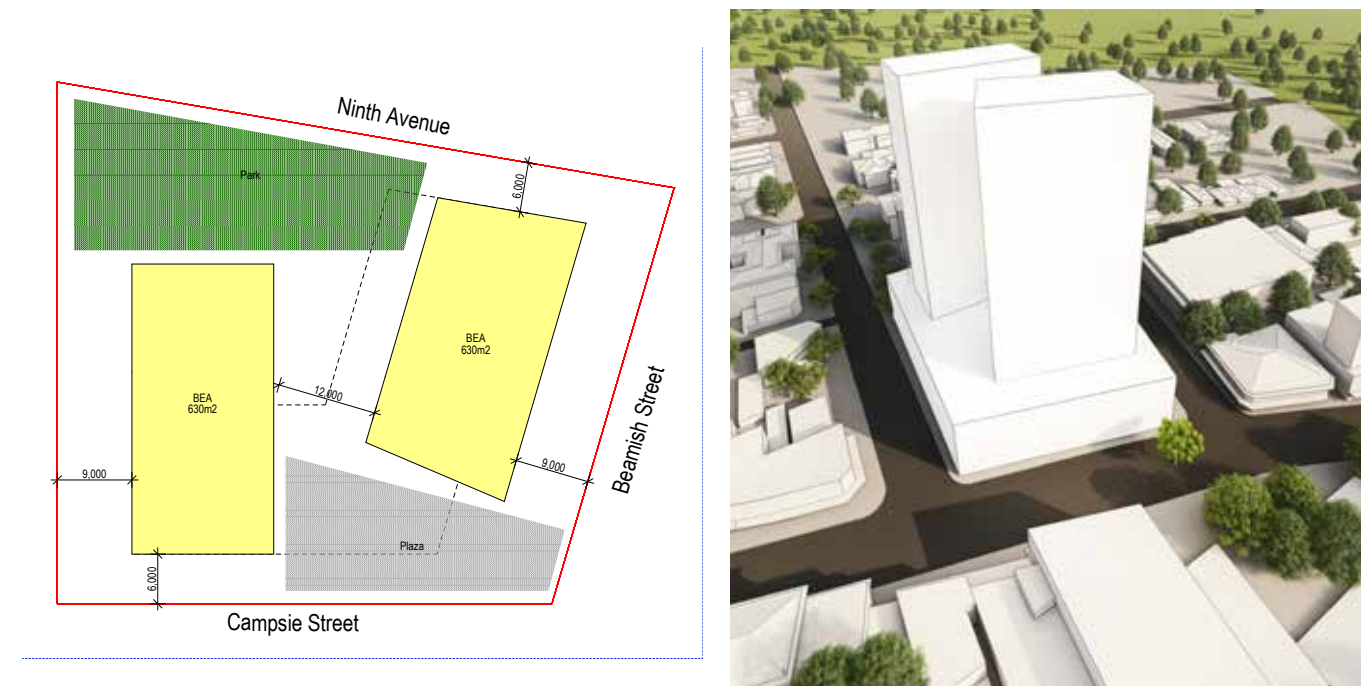 Ninth Avenue
Park
6,000
BEA
630m2
12,000
BEA
630m2
Beamish Street
9,000
9,000
Plaza
6,000
Campsie Street